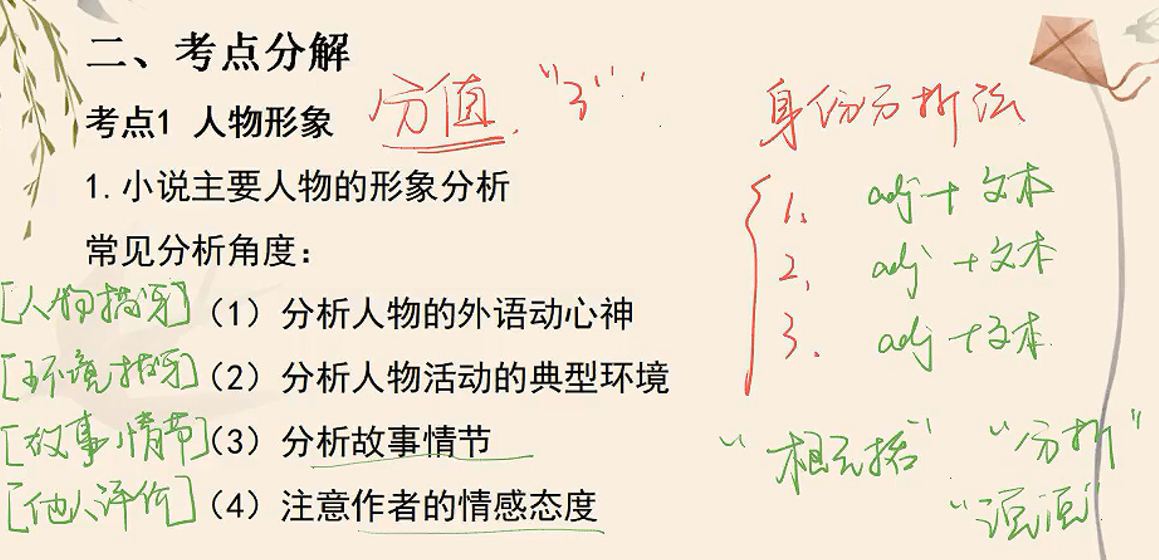 二、考点分解
考点1 人物形象 分值 "3"
1.小说主要人物的形象分析
常见分析角度:
[人物描写](1)分析人物的外语动心神
[环境描写](2)分析人物活动的典型环境
[故事情节](3)分析故事情节
[他人评价](4)注意作者的情感态度
身份分析法
1、adj+文本
2、adj+文本
3、adj+文本
"分析"